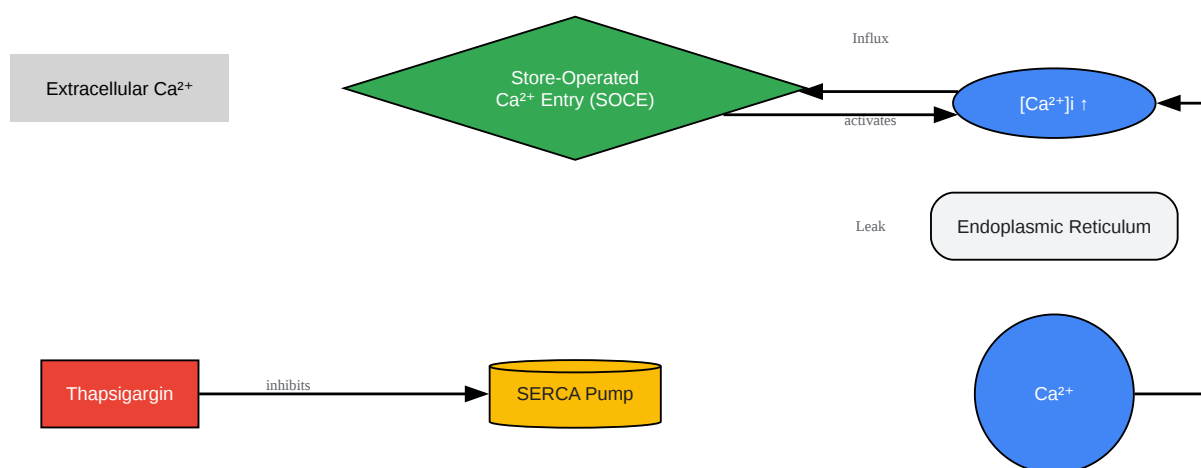 Influx
Extracellular Ca²⁺
Store-Operated
Ca²⁺ Entry (SOCE)
[Ca²⁺]i ↑
activates
Leak
Endoplasmic Reticulum
Thapsigargin
inhibits
SERCA Pump
Ca²⁺